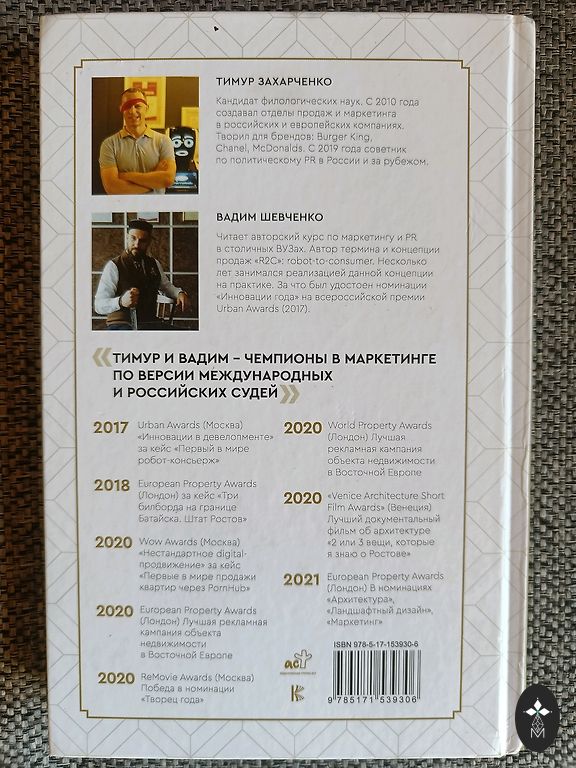 ТИМУР ЗАХАРЧЕНКО
Кандидат филологических наук. С 2010 года
создавал отделы продаж и маркетинга
в российских и европейских компаниях.
Творил для брендов: Burger King,
Chanel, McDonalds. С 2019 года советник
по политическому PR в России и за рубежом.
ВАДИМ ШЕВЧЕНКО
Читает авторский курс по маркетингу и PR
в столичных ВУЗах. Автор термина и концепции
продаж «R2C»: robot-to-consumer. Несколько
лет занимался реализацией данной концепции
на практике. За что был удостоен номинации
«Инновации года» на всероссийской премии
Urban Awards (2017).
«ТИМУР И ВАДИМ – ЧЕМПИОНЫ В МАРКЕТИНГЕ
ПО ВЕРСИИ МЕЖДУНАРОДНЫХ
И РОССИЙСКИХ СУДЕЙ»
2017 Urban Awards (Москва)
«Инновации в девелопменте»
за кейс «Первый в мире
робот-консьерж»
2018 European Property Awards
(Лондон) за кейс «Три
билборда на границе
Батайска. Штат Ростов».
2020 Wow Awards (Москва)
«Нестандартное digital-
продвижение» за кейс
«Первые в мире продажи
квартир через PornHub»
2020 European Property Awards
(Лондон) Лучшая рекламная
кампания объекта
недвижимости
в Восточной Европе
2020 ReMovie Awards (Москва)
Победа в номинации
«Творец года»
2020 World Property Awards
(Лондон) Лучшая
рекламная кампания
объекта недвижимости
в Восточной Европе
2020 «Venice Architecture Short
Film Awards» (Венеция)
Лучший документальный
фильм об архитектуре
«2 или 3 вещи, которые
я знаю о Ростове»
2021 European Property Awards
(Лондон) В номинациях
«Архитектура»,
«Ландшафтный дизайн»,
«Маркетинг»
ISBN 978-5-17-153930-6
аст
9785171539306
М